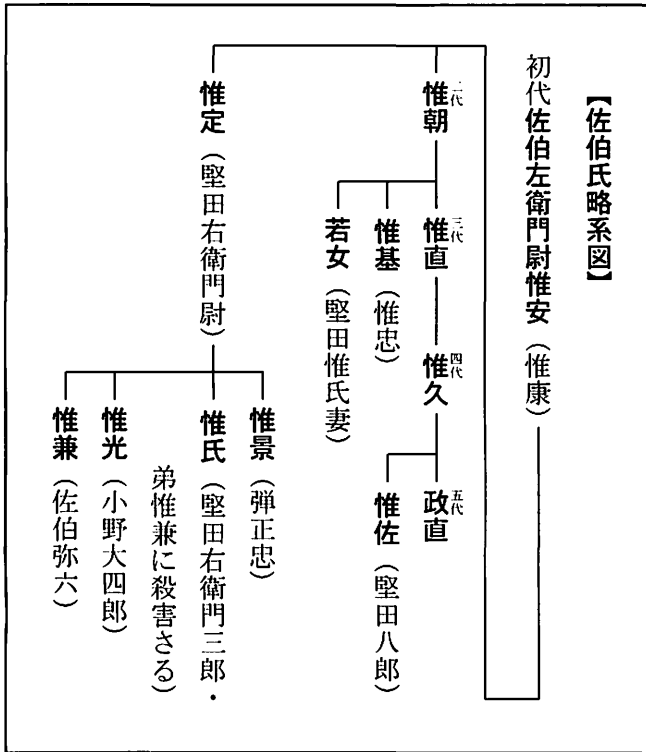 【佐伯氏略系図】
初代佐伯左衛門尉惟安（惟康）
二代
惟朝
三代
惟直
四代
惟久
五代
政直
惟佐（堅田八郎）
惟基（惟忠）
若女（堅田惟氏妻）
惟定（堅田右衛門尉）
惟景（弾正忠）
惟氏（堅田右衛門三郎・
弟惟兼に殺害さる）
惟光（小野大四郎）
惟兼（佐伯弥六）